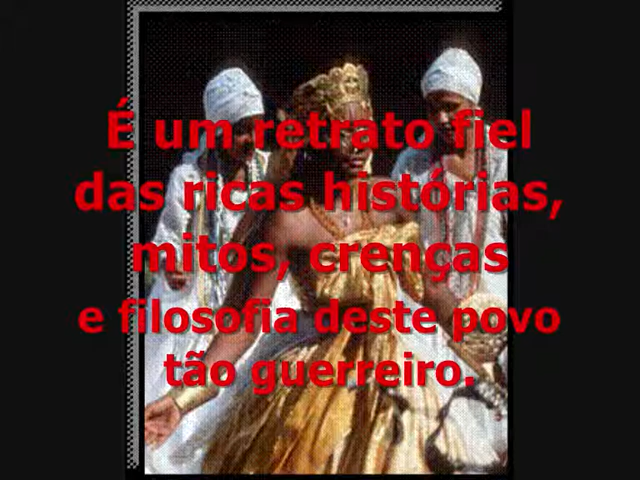 É um retrato fiel
das ricas histórias,
mitos, crenças
e filosofia deste povo
tão guerreiro.